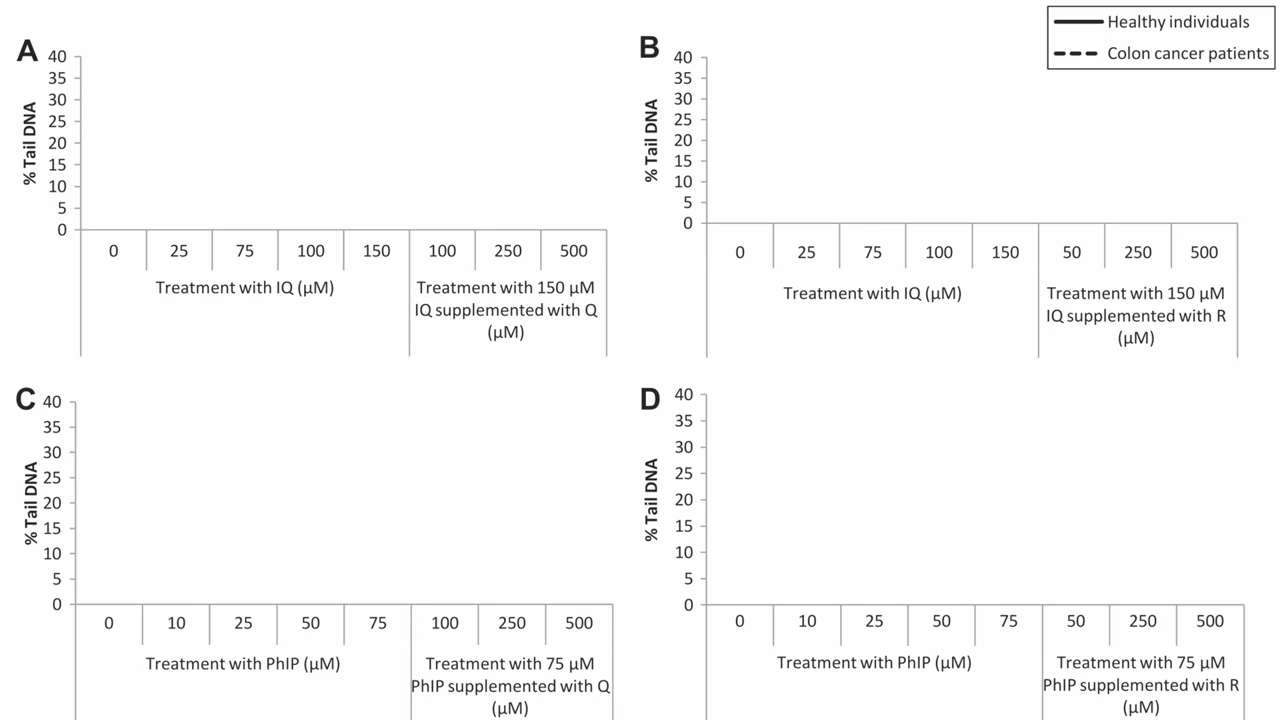 Healthy individuals
Colon cancer patients
A
% Tail DNA
40
35
30
25
20
15
10
5
0
0 25 75 100 150 100 250 500
Treatment with IQ (µM)
Treatment with 150 µM
IQ supplemented with Q
(µM)
B
% Tail DNA
40
35
30
25
20
15
10
5
0
0 25 75 100 150 50 250 500
Treatment with IQ (µM)
Treatment with 150 µM
IQ supplemented with R
(µM)
C
% Tail DNA
40
35
30
25
20
15
10
5
0
0 10 25 50 75 100 250 500
Treatment with PhIP (µM)
Treatment with 75 µM
PhIP supplemented with Q
(µM)
D
% Tail DNA
40
35
30
25
20
15
10
5
0
0 10 25 50 75 50 250 500
Treatment with PhIP (µM)
Treatment with 75 µM
PhIP supplemented with R
(µM)